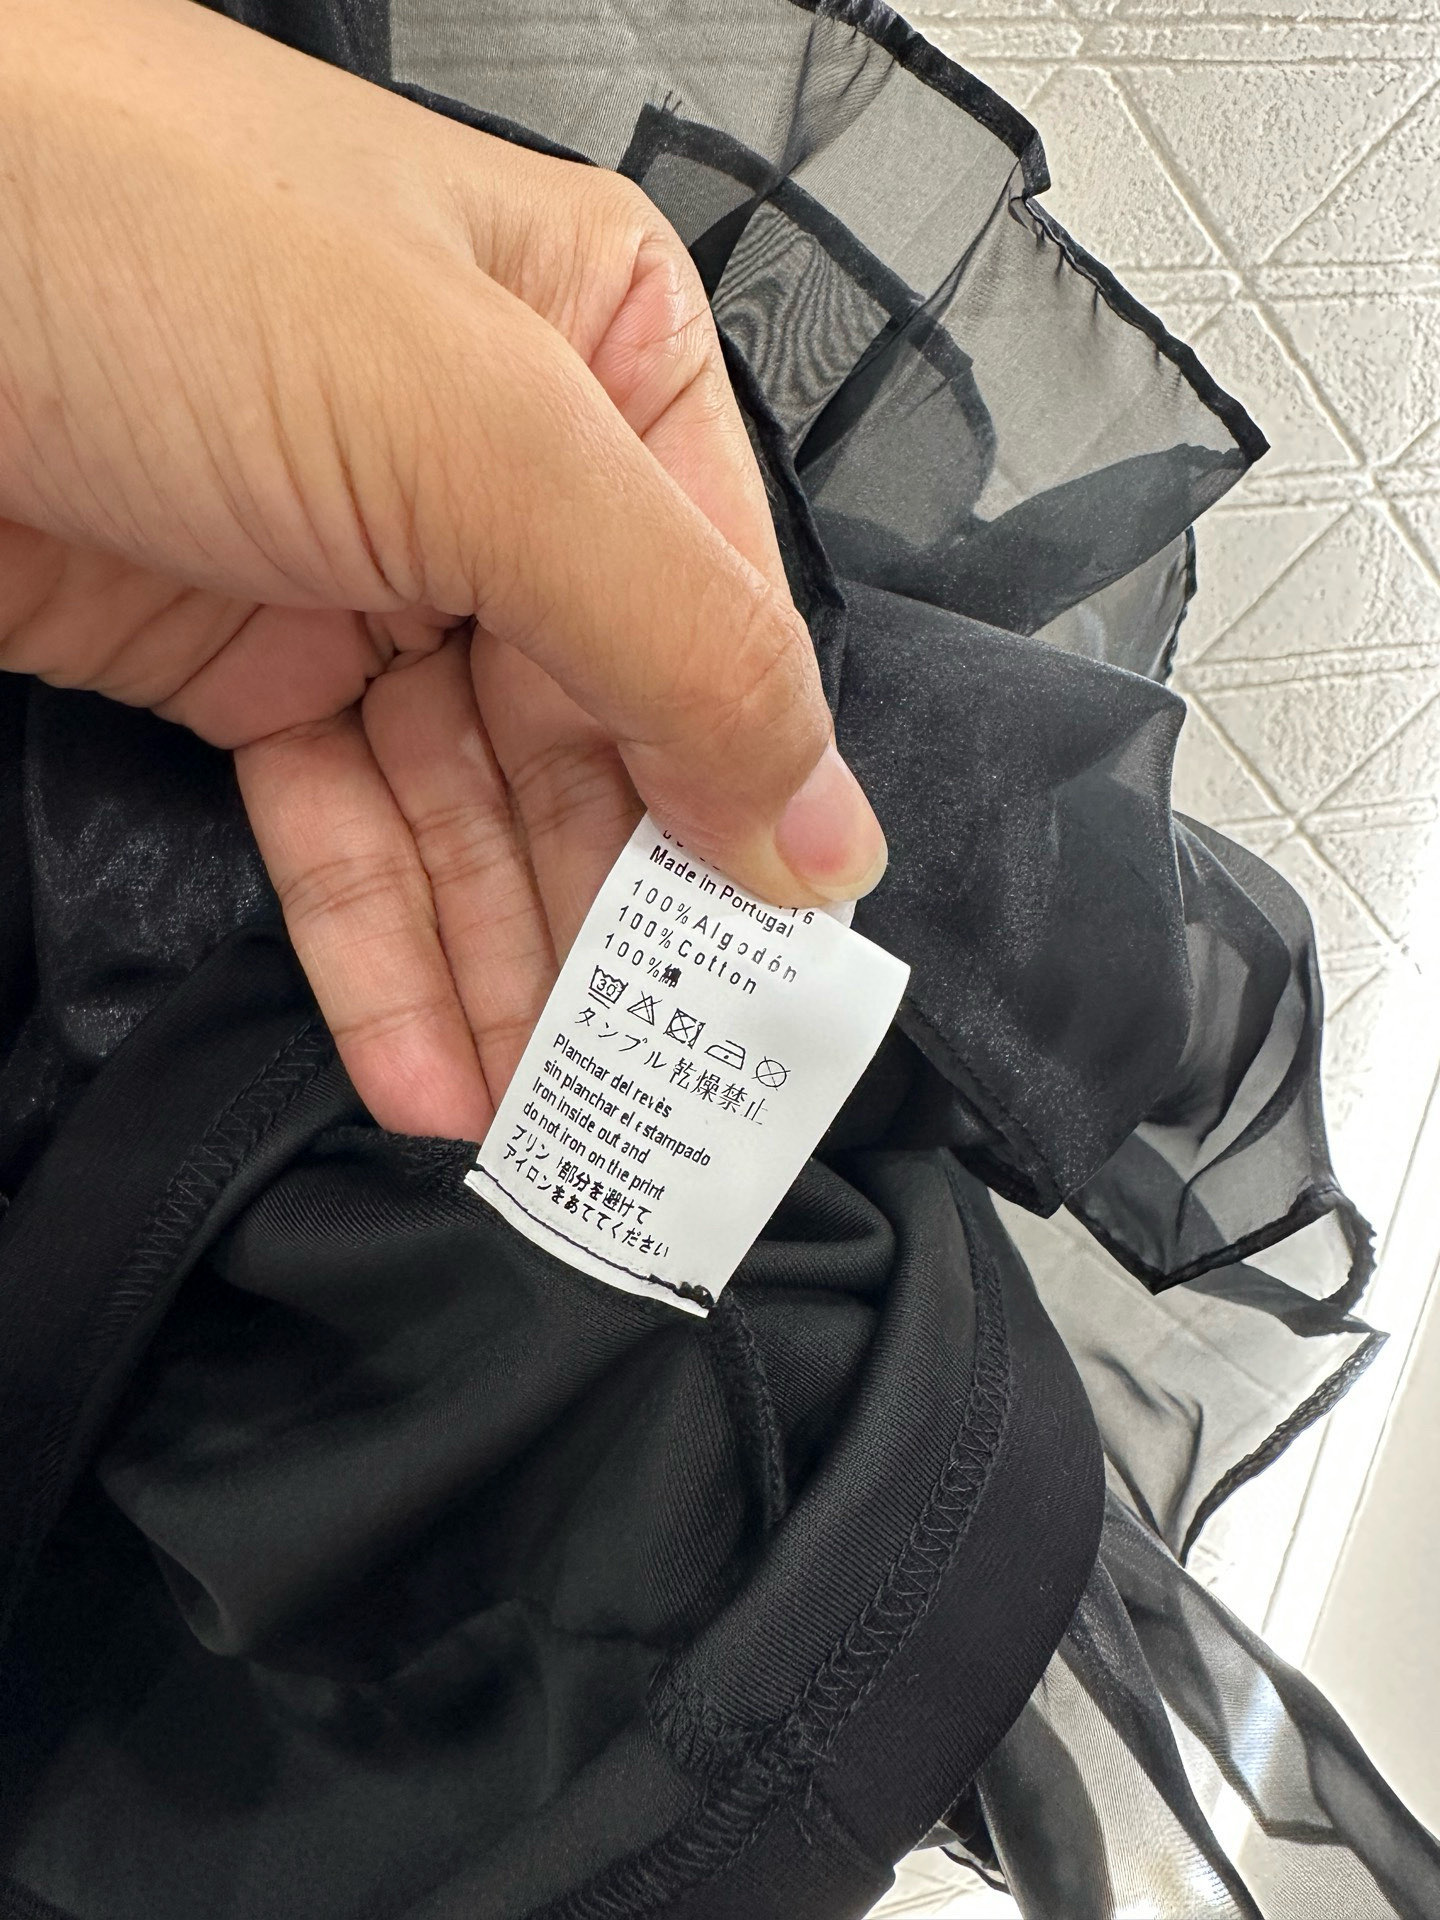 Made in Portugal
100% Algodón
100% Cotton
100%綿
30
タンブル乾燥禁止
Planchar del revés
sin planchar el estampado
Iron inside out and
do not iron on the print
プリント部分を避けて
アイロンをあててください